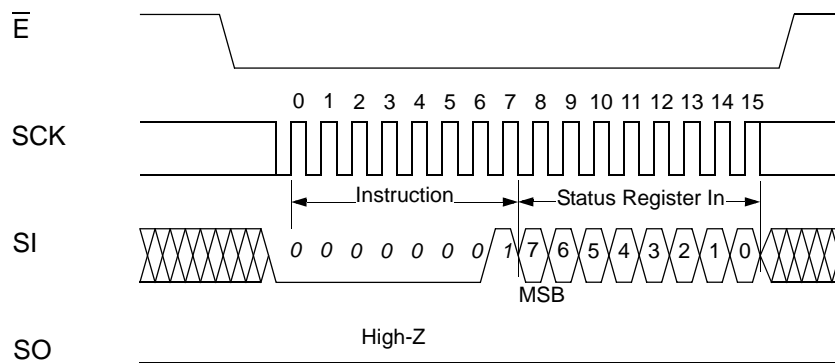 E
0 1 2 3 4 5 6 7 8 9 10 11 12 13 14 15
SCK
Instruction Status Register In
SI 0 0 0 0 0 0 0 1 7 6 5 4 3 2 1 0
MSB
High-Z
SO